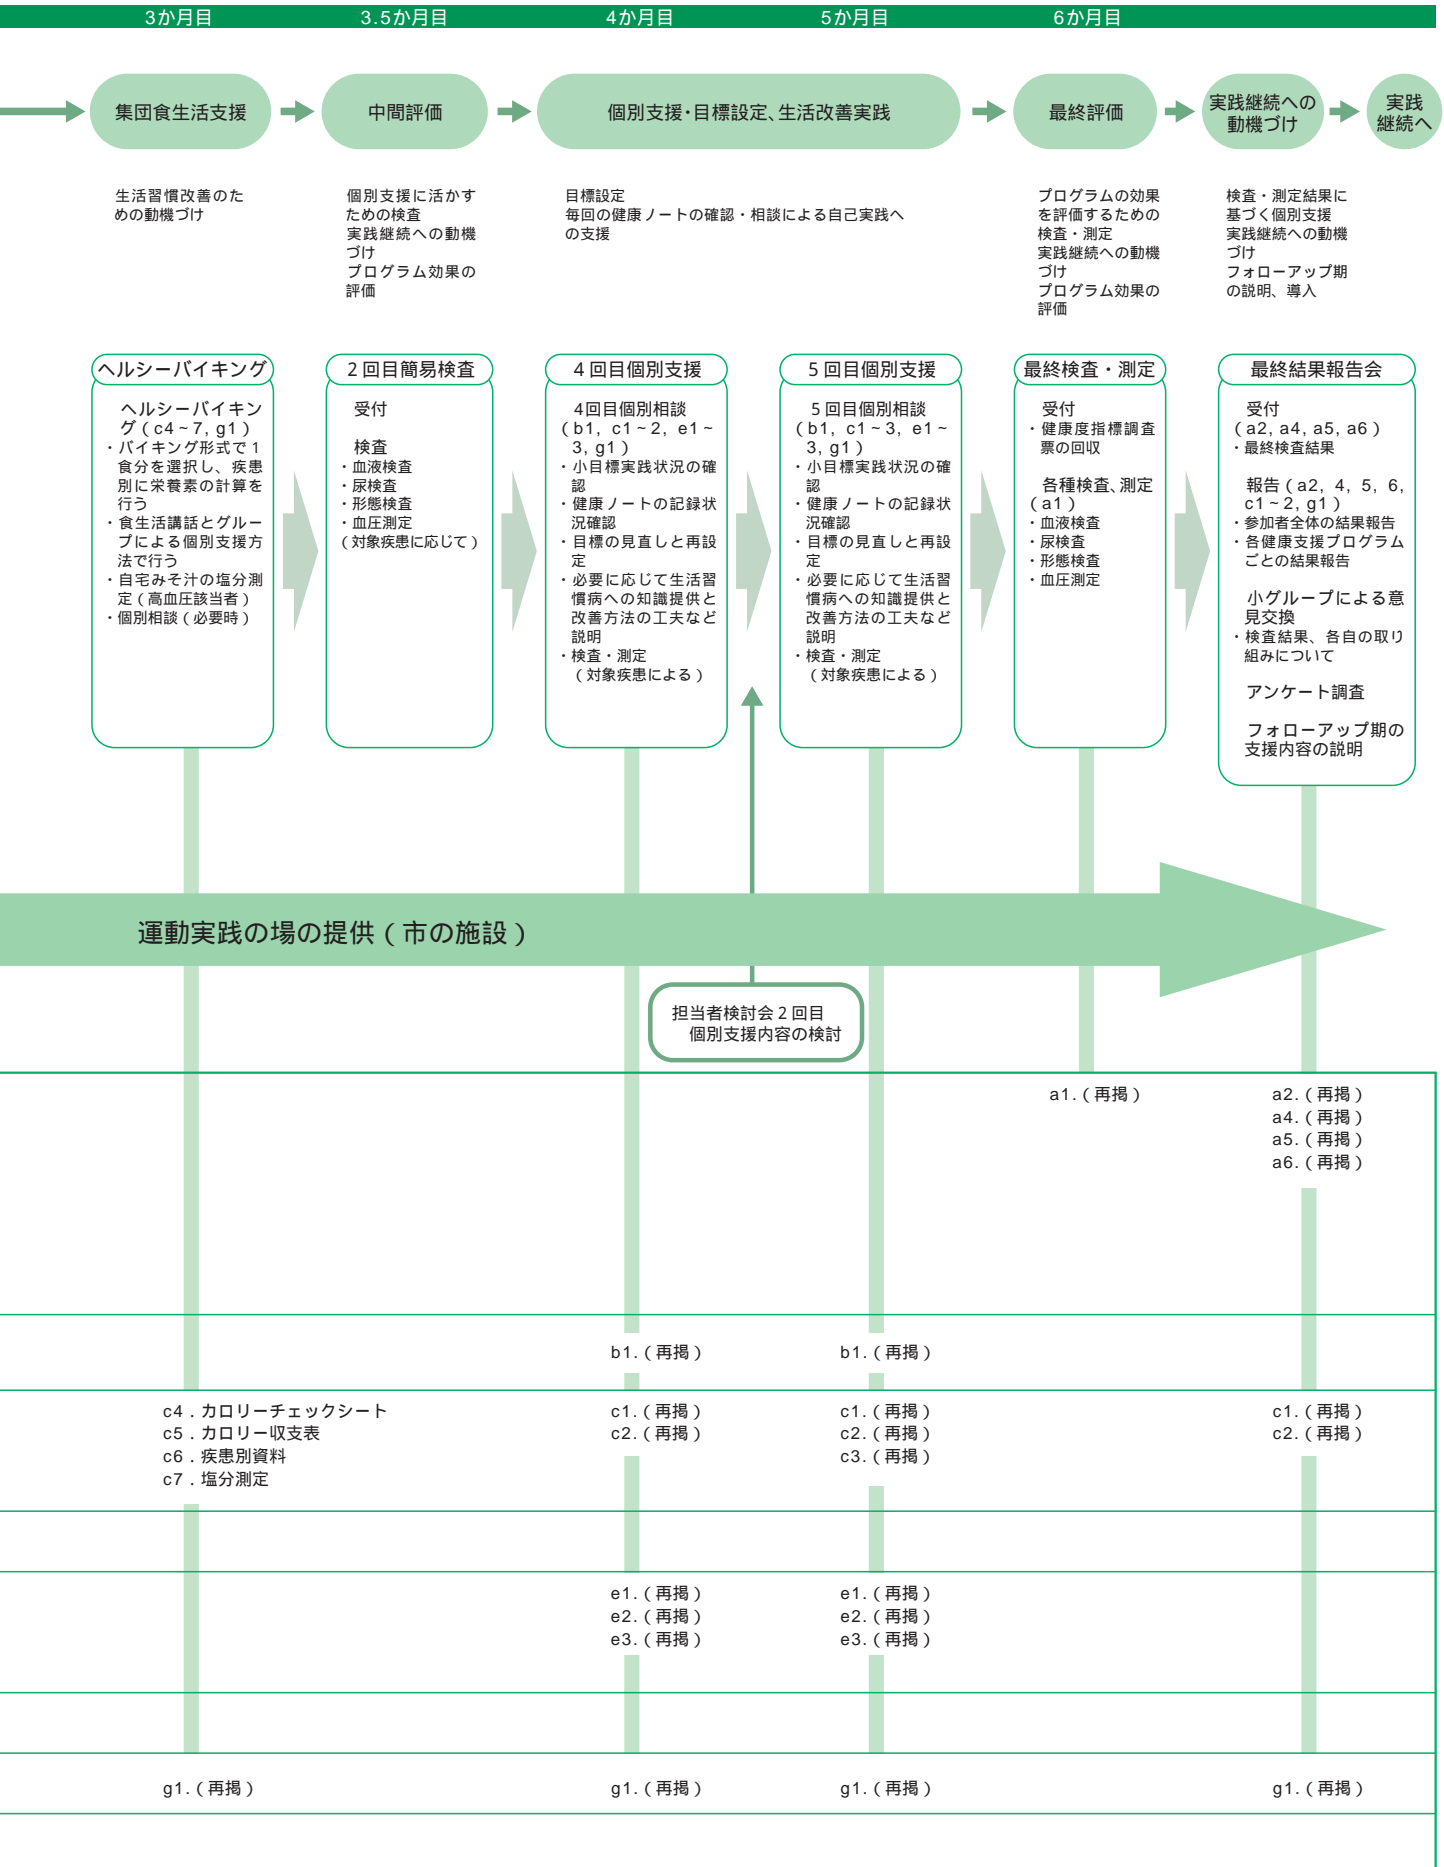 3か月目
3.5か月目
4か月目
5か月目
6か月目
集団食生活支援
中間評価
個別支援・目標設定、生活改善実践
最終評価
実践継続への
動機づけ
実践
継続へ
生活習慣改善のた
めの動機づけ
個別支援に活かす
ための検査
実践継続への動機
づけ
プログラム効果の
評価
目標設定
毎回の健康ノートの確認・相談による自己実践へ
の支援
プログラムの効果
を評価するための
検査・測定
実践継続への動機
づけ
プログラム効果の
評価
検査・測定結果に
基づく個別支援
実践継続への動機
づけ
フォローアップ期
の説明、導入
ヘルシーバイキング
ヘルシーバイキン
グ（c4～7, g1）
・バイキング形式で1
食分を選択し、疾患
別に栄養素の計算を
行う
・食生活講話とグルー
プによる個別支援方
法で行う
・自宅みそ汁の塩分測
定（高血圧該当者）
・個別相談（必要時）
2回目簡易検査
受付
検査
・血液検査
・尿検査
・形態検査
・血圧測定
（対象疾患に応じて）
4回目個別支援
4回目個別相談
（b1, c1～2, e1～
3, g1）
・小目標実践状況の確
認
・健康ノートの記録状
況確認
・目標の見直しと再設
定
・必要に応じて生活習
慣病への知識提供と
改善方法の工夫など
説明
・検査・測定
（対象疾患による）
5回目個別支援
5回目個別相談
（b1, c1～3, e1～
3, g1）
・小目標実践状況の確
認
・健康ノートの記録状
況確認
・目標の見直しと再設
定
・必要に応じて生活習
慣病への知識提供と
改善方法の工夫など
説明
・検査・測定
（対象疾患による）
最終検査・測定
受付
・健康度指標調査
票の回収
各種検査、測定
（a1）
・血液検査
・尿検査
・形態検査
・血圧測定
最終結果報告会
受付
（a2, a4, a5, a6）
・最終検査結果
報告（a2, 4, 5, 6,
c1～2, g1）
・参加者全体の結果報告
・各健康支援プログラム
ごとの結果報告
小グループによる意
見交換
・検査結果、各自の取り
組みについて
アンケート調査
フォローアップ期の
支援内容の説明
運動実践の場の提供（市の施設）
担当者検討会2回目
個別支援内容の検討
a1.（再掲）
a2.（再掲）
a4.（再掲）
a5.（再掲）
a6.（再掲）
b1.（再掲）
b1.（再掲）
c4．カロリーチェックシート
c5．カロリー収支表
c6．疾患別資料
c7．塩分測定
c1.（再掲）
c2.（再掲）
c1.（再掲）
c2.（再掲）
c3.（再掲）
c1.（再掲）
c2.（再掲）
e1.（再掲）
e2.（再掲）
e3.（再掲）
e1.（再掲）
e2.（再掲）
e3.（再掲）
g1.（再掲）
g1.（再掲）
g1.（再掲）
g1.（再掲）